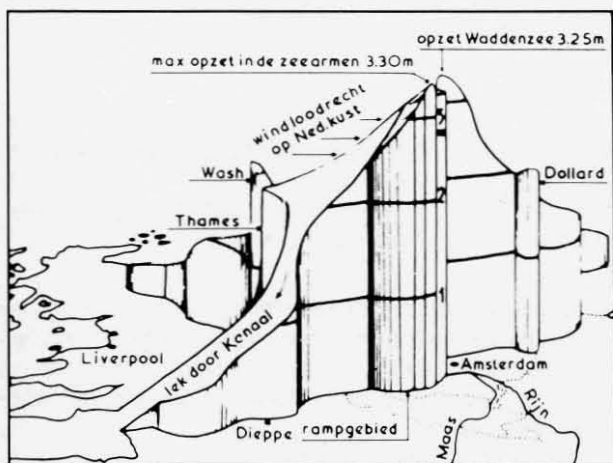 opzet Waddenzee 3.25m
max opzet in de zeearmen 3.30m
wind loodrecht
op Ned. kust
3
Wash
Dollard
2
Thames
1
Liverpool
lek door Kanaal
Amsterdam
Rijn
Dieppe
rampgebied
Maas